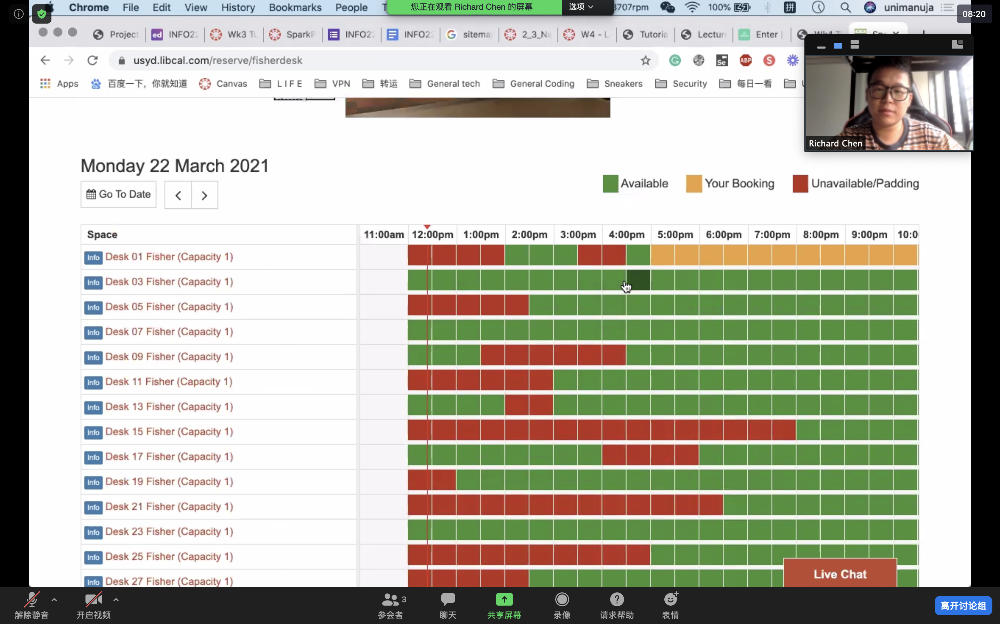 Chrome File Edit View History Bookmarks People
您正在观看 Richard Chen 的屏幕 选项
3707rpm 100% 拼 unimanuja
08:20
Project ed INFO22 Wk3 Tu SparkP INFO22 INFO22 sitema 2_3_Na W4 - L Tutoria Lectur Enter Wk4 T
usyd.libcal.com/reserve/fisherdesk
Se ABP S
Apps 百度一下，你就知道 Canvas L I F E VPN 转运 General tech General Coding Sneakers Security 每日一看
Richard Chen
Monday 22 March 2021
Go To Date
Available Your Booking Unavailable/Padding
Space 11:00am 12:00pm 1:00pm 2:00pm 3:00pm 4:00pm 5:00pm 6:00pm 7:00pm 8:00pm 9:00pm 10:0
Info Desk 01 Fisher (Capacity 1)
Info Desk 03 Fisher (Capacity 1)
Info Desk 05 Fisher (Capacity 1)
Info Desk 07 Fisher (Capacity 1)
Info Desk 09 Fisher (Capacity 1)
Info Desk 11 Fisher (Capacity 1)
Info Desk 13 Fisher (Capacity 1)
Info Desk 15 Fisher (Capacity 1)
Info Desk 17 Fisher (Capacity 1)
Info Desk 19 Fisher (Capacity 1)
Info Desk 21 Fisher (Capacity 1)
Info Desk 23 Fisher (Capacity 1)
Info Desk 25 Fisher (Capacity 1)
Info Desk 27 Fisher (Capacity 1)
Live Chat
3
解除静音 开启视频 参会者 聊天 共享屏幕 录像 请求帮助 表情 离开讨论组